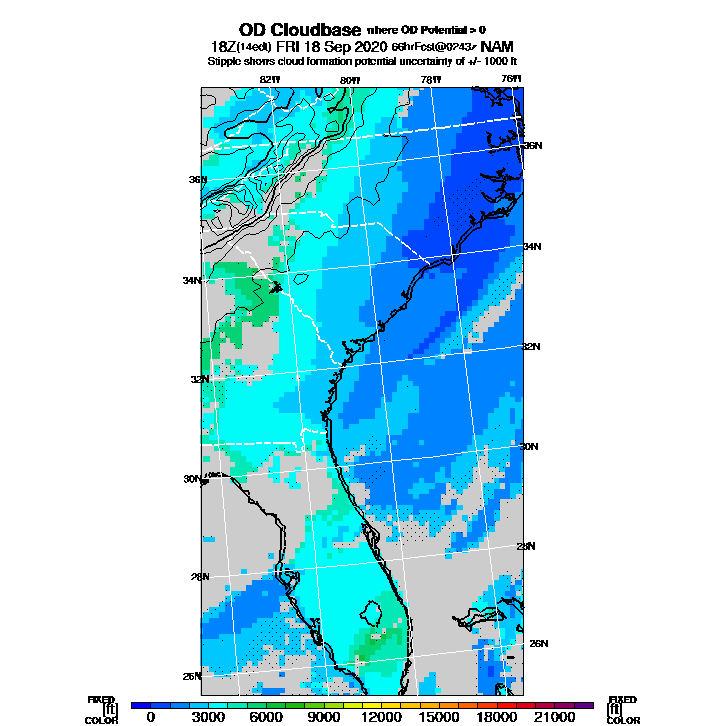 OD Cloudbase where OD Potential > 0
18Z(14edt) FRI 18 Sep 2020 66hrFcst@0243z NAM
Stipple shows cloud formation potential uncertainty of +/- 1000 ft
82W 80W 78W 76W
36N
36N
34N
34N
32N
32N
30N
30N
28N
28N
26N
26N
FIXED FIXED
[ft] [ft]
COLOR 0 3000 6000 9000 12000 15000 18000 21000 COLOR